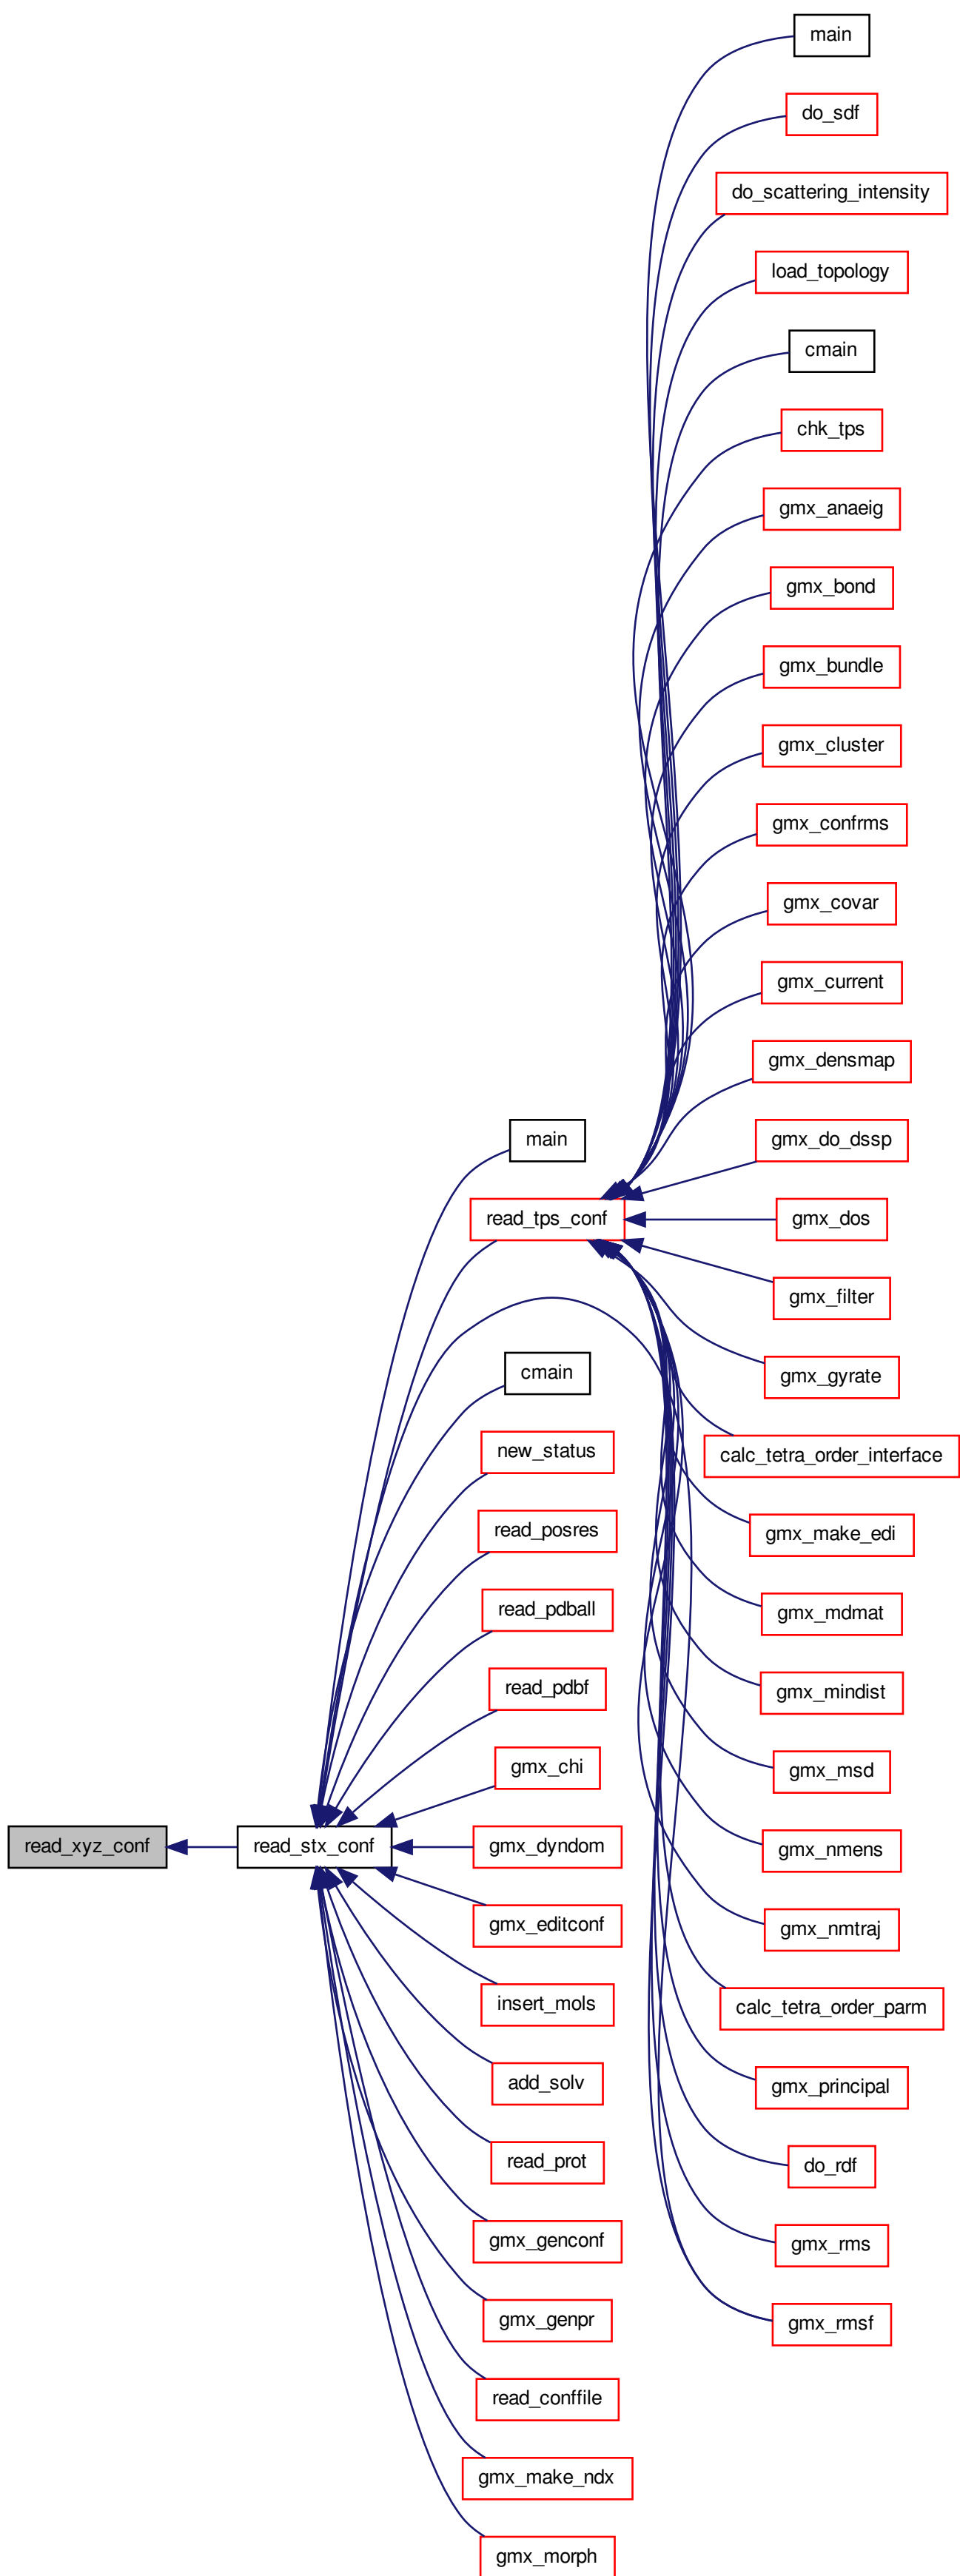 main
do_sdf
do_scattering_intensity
load_topology
cmain
chk_tps
gmx_anaeig
gmx_bond
gmx_bundle
gmx_cluster
gmx_confrms
gmx_covar
gmx_current
gmx_densmap
main
gmx_do_dssp
read_tps_conf
gmx_dos
gmx_filter
cmain
gmx_gyrate
new_status
calc_tetra_order_interface
read_posres
gmx_make_edi
read_pdball
gmx_mdmat
read_pdbf
gmx_mindist
gmx_chi
gmx_msd
read_xyz_conf
read_stx_conf
gmx_dyndom
gmx_nmens
gmx_editconf
gmx_nmtraj
insert_mols
calc_tetra_order_parm
add_solv
gmx_principal
read_prot
do_rdf
gmx_genconf
gmx_rms
gmx_genpr
gmx_rmsf
read_conffile
gmx_make_ndx
gmx_morph